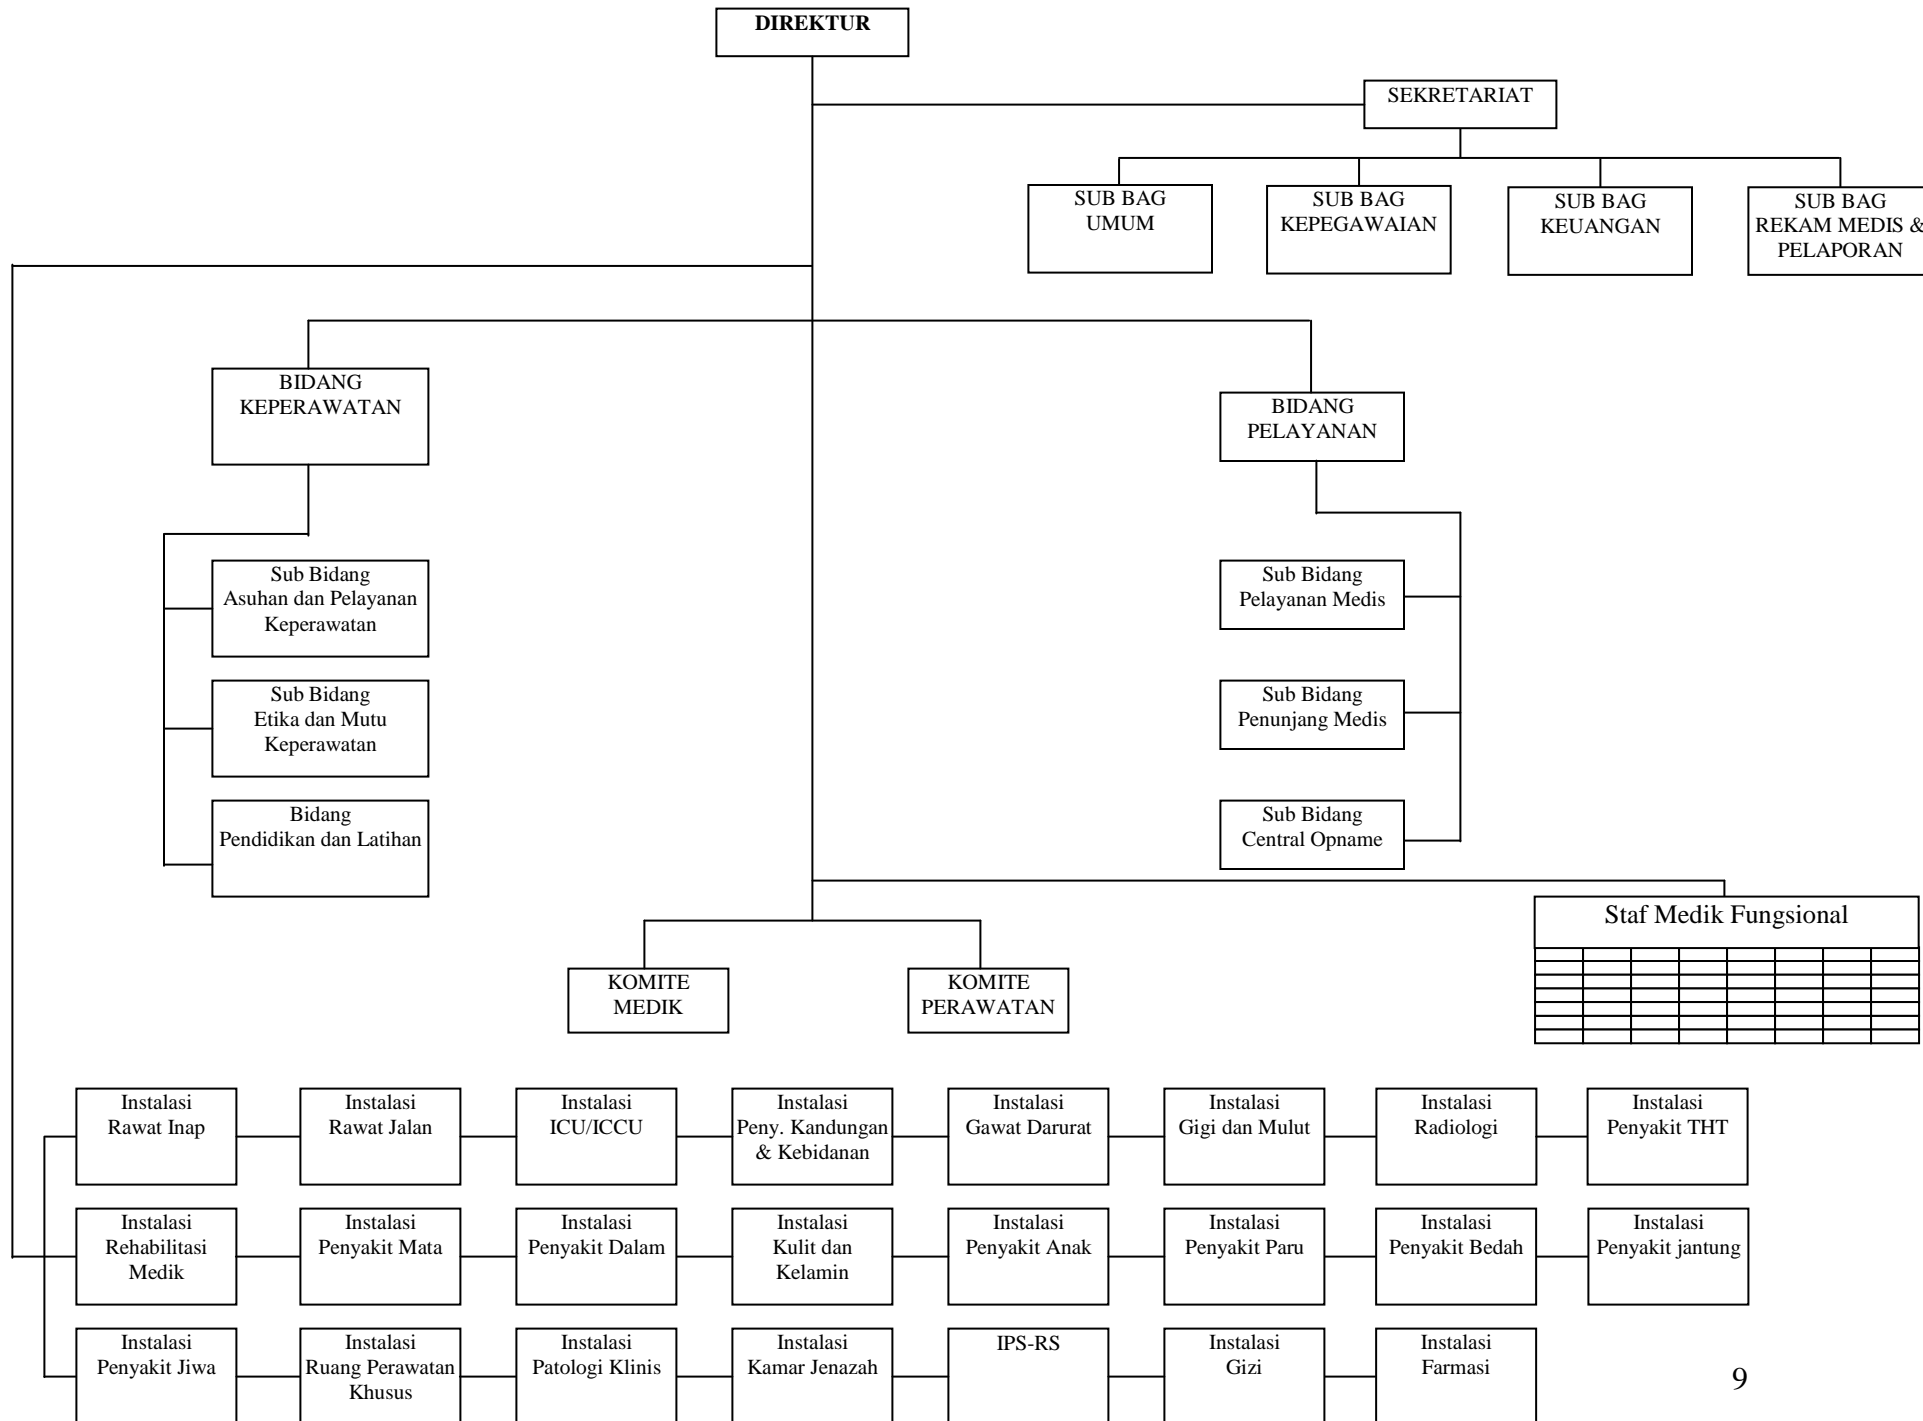 DIREKTUR
SEKRETARIAT
SUB BAG
UMUM
SUB BAG
KEPEGAWAIAN
SUB BAG
KEUANGAN
SUB BAG
REKAM MEDIS &
PELAPORAN
BIDANG
KEPERAWATAN
BIDANG
PELAYANAN
Sub Bidang
Asuhan dan Pelayanan
Keperawatan
Sub Bidang
Etika dan Mutu
Keperawatan
Bidang
Pendidikan dan Latihan
Sub Bidang
Pelayanan Medis
Sub Bidang
Penunjang Medis
Sub Bidang
Central Opname
Staf Medik Fungsional
KOMITE
MEDIK
KOMITE
PERAWATAN
Instalasi
Rawat Inap
Instalasi
Rawat Jalan
Instalasi
ICU/ICCU
Instalasi
Peny. Kandungan
& Kebidanan
Instalasi
Gawat Darurat
Instalasi
Gigi dan Mulut
Instalasi
Radiologi
Instalasi
Penyakit THT
Instalasi
Rehabilitasi
Medik
Instalasi
Penyakit Mata
Instalasi
Penyakit Dalam
Instalasi
Kulit dan
Kelamin
Instalasi
Penyakit Anak
Instalasi
Penyakit Paru
Instalasi
Penyakit Bedah
Instalasi
Penyakit jantung
Instalasi
Penyakit Jiwa
Instalasi
Ruang Perawatan
Khusus
Instalasi
Patologi Klinis
Instalasi
Kamar Jenazah
IPS-RS
Instalasi
Gizi
Instalasi
Farmasi
9